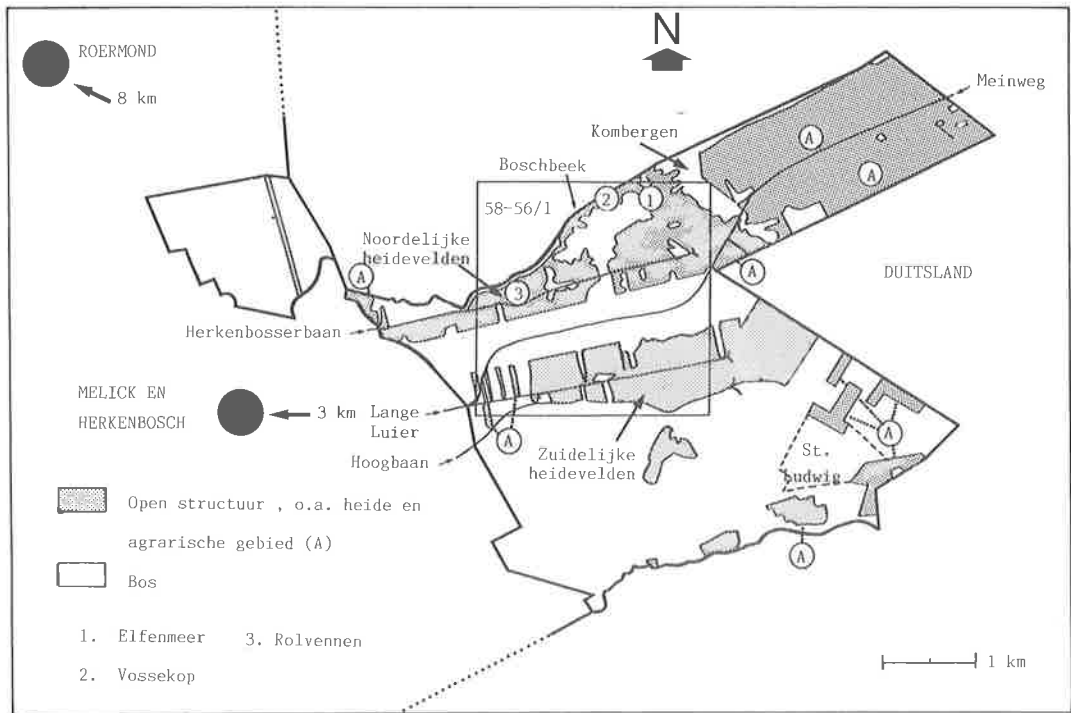 ROERMOND
8 km
N
Meinweg
Kombergen
A
Boschbeek
A
2
1
58-56/1
Noordelijke
heidevelden
A
A
DUITSLAND
3
Herkenbosserbaan
MELICK EN
HERKENBOSCH
3 km
Lange
Luier
A
A
Hoogbaan
Zuidelijke
heidevelden
St.
Ludwig
A
Open structuur , o.a. heide en
agrarische gebied (A)
Bos
1. Elfenmeer 3. Rolvennen
2. Vossekop
1 km